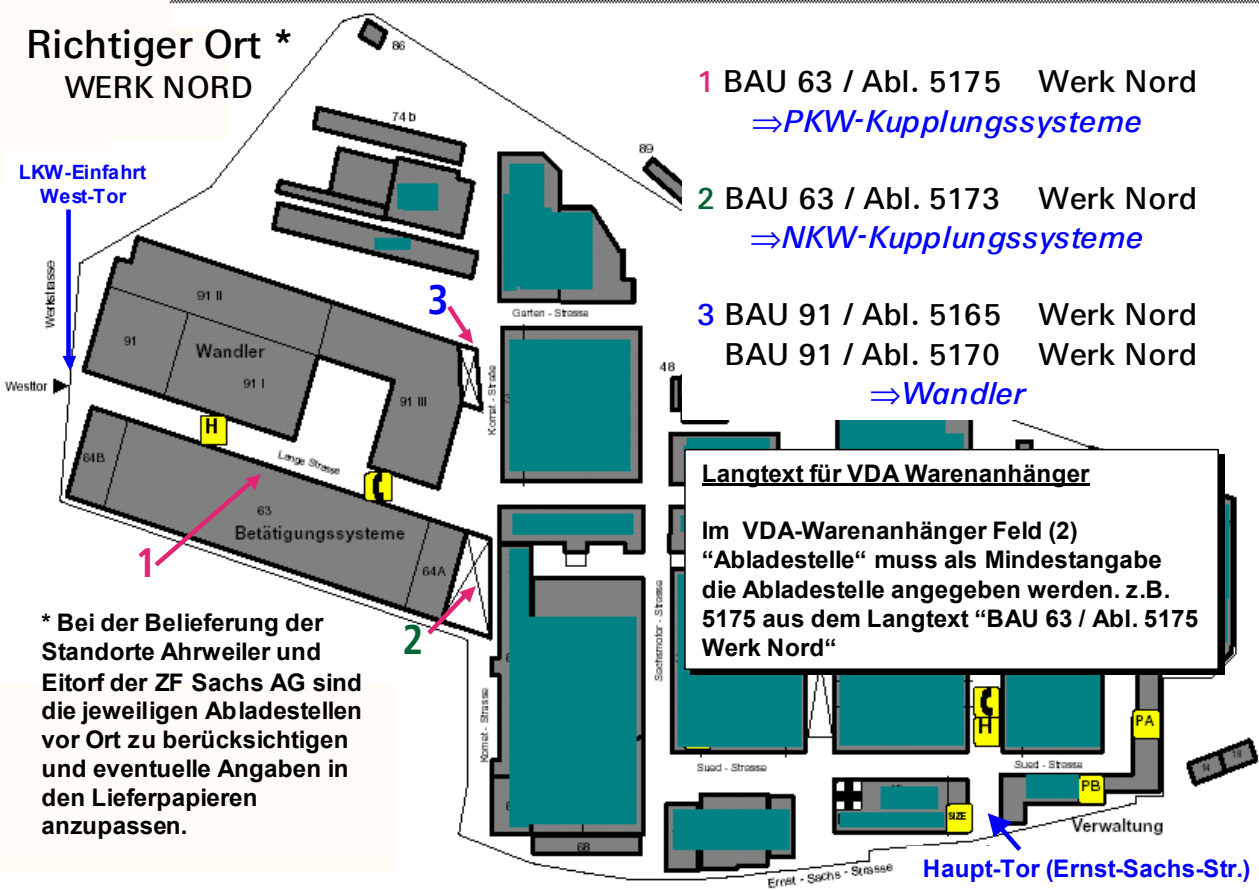 Richtiger Ort *
WERK NORD
LKW-Einfahrt
West-Tor
1 BAU 63 / Abl. 5175 Werk Nord
⇒PKW-Kupplungssysteme
2 BAU 63 / Abl. 5173 Werk Nord
⇒NKW-Kupplungssysteme
3 BAU 91 / Abl. 5165 Werk Nord
BAU 91 / Abl. 5170 Werk Nord
⇒Wandler
86
74 b
89
Werkstrasse
Westtor
91 II
91
Wandler
91 I
91 III
3
Garten - Strasse
Komet - Straße
48
H
Lange Strasse
64B
63
Betätigungssysteme
64A
1
2
Langtext für VDA Warenanhänger
Im VDA-Warenanhänger Feld (2)
“Abladestelle“ muss als Mindestangabe
die Abladestelle angegeben werden. z.B.
5175 aus dem Langtext “BAU 63 / Abl. 5175
Werk Nord“
* Bei der Belieferung der
Standorte Ahrweiler und
Eitorf der ZF Sachs AG sind
die jeweiligen Abladestellen
vor Ort zu berücksichtigen
und eventuelle Angaben in
den Lieferpapieren
anzupassen.
Komet - Strasse
Sachsmotor - Strasse
H
PA
Sued - Strasse
Sued - Strasse
14
18
PB
SIZE
Verwaltung
68
Ernst - Sachs - Strasse
Haupt-Tor (Ernst-Sachs-Str.)